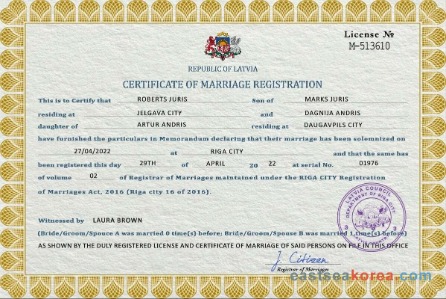 License №
M-513610
REPUBLIC OF LATVIA
CERTIFICATE OF MARRIAGE REGISTRATION
This is to Certify that ROBERTS JURIS Son of MARKS JURIS
residing at JELGAVA CITY and DAGNIJA ANDRIS
daughter of ARTUR ANDRIS residing at DAUGAVPILS CITY
have furnished the particulars in Memorandum declaring that their marriage has been solemnized on
27/04/2022 at RIGA CITY and that the same has
been registered this day 29TH of APRIL 20 22 at serial No. 01976
of volume 02 of Registrar of Marriages maintained under the RIGA CITY Registration
of Marriages Act, 2016 (Riga city 16 of 2016).
LATVIA COUNCIL
Witnessed by LAURA BROWN
(Bride/Groom/Spouse A was married 0 time(s) before; Bride/Groom/Spouse B was married 1 time(s) before)
AS SHOWN BY THE DULY REGISTERED LICENSE AND CERTIFICATE OF MARRIAGE OF SAID PERSONS ON FILE IN THIS OFFICE
J. Citizen
Registrar of Marriages
eastseakorea.com